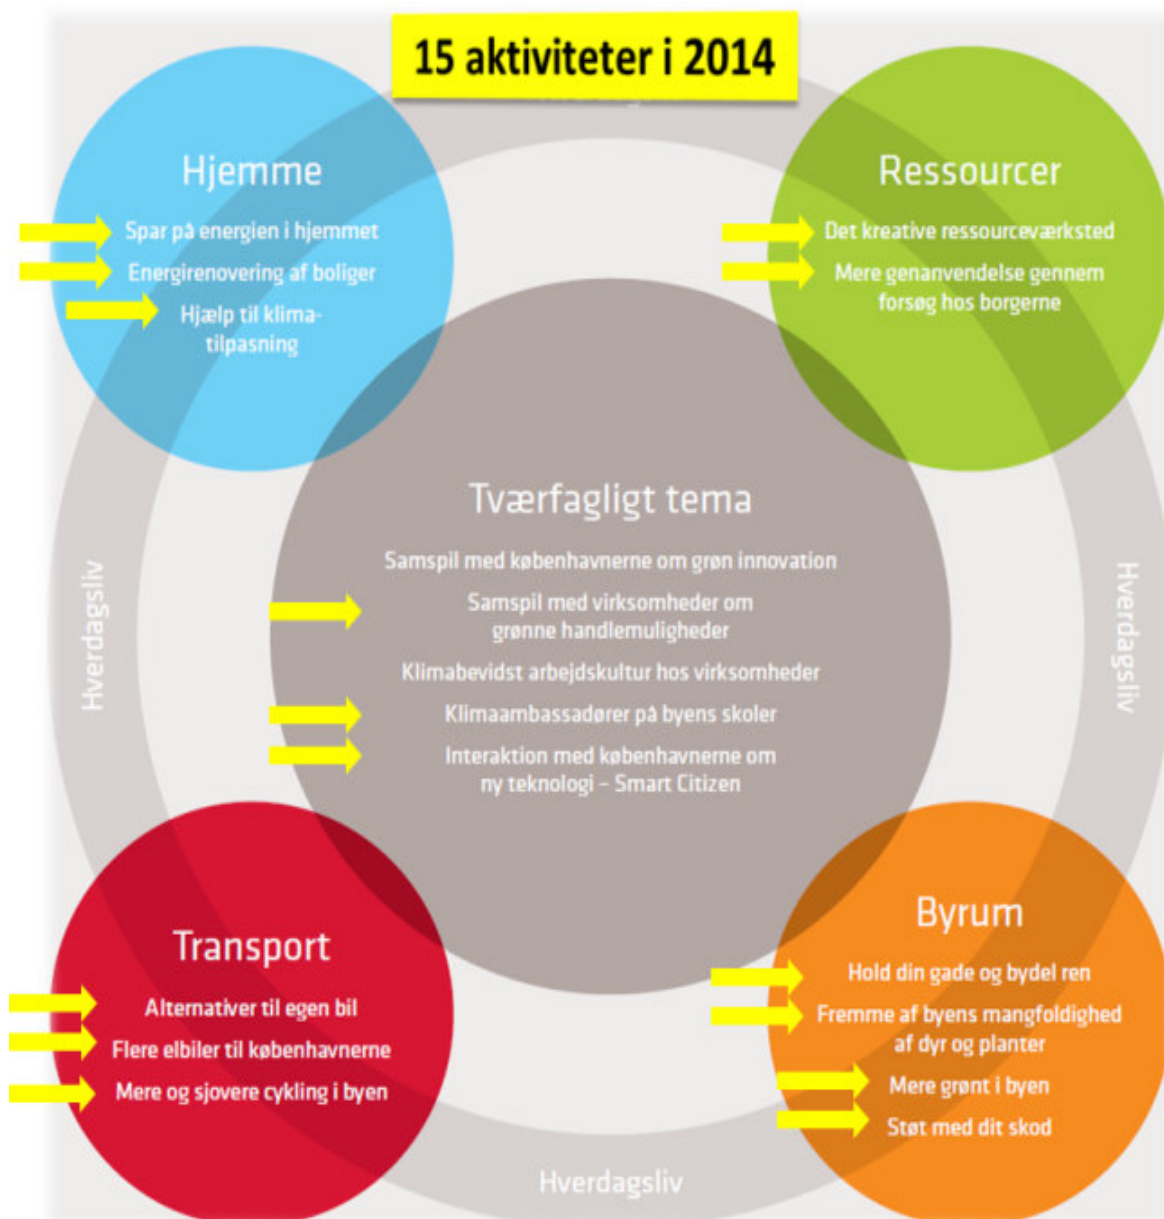 15 aktiviteter i 2014
Hjemme
Spar på energien i hjemmet
Energirenovering af boliger
Hjælp til klima-
tilpasning
Ressourcer
Det kreative ressourceværksted
Mere genanvendelse gennem
forsøg hos borgerne
Tværfagligt tema
Samspil med københavnerne om grøn innovation
Samspil med virksomheder om
grønne handlemuligheder
Klimabevidst arbejdskultur hos virksomheder
Klimaambassadører på byens skoler
Interaktion med københavnerne om
ny teknologi – Smart Citizen
Hverdagsliv
Hverdagsliv
Transport
Alternativer til egen bil
Flere elbiler til københavnerne
Mere og sjovere cykling i byen
Byrum
Hold din gade og bydel ren
Fremme af byens mangfoldighed
af dyr og planter
Mere grønt i byen
Støt med dit skod
Hverdagsliv